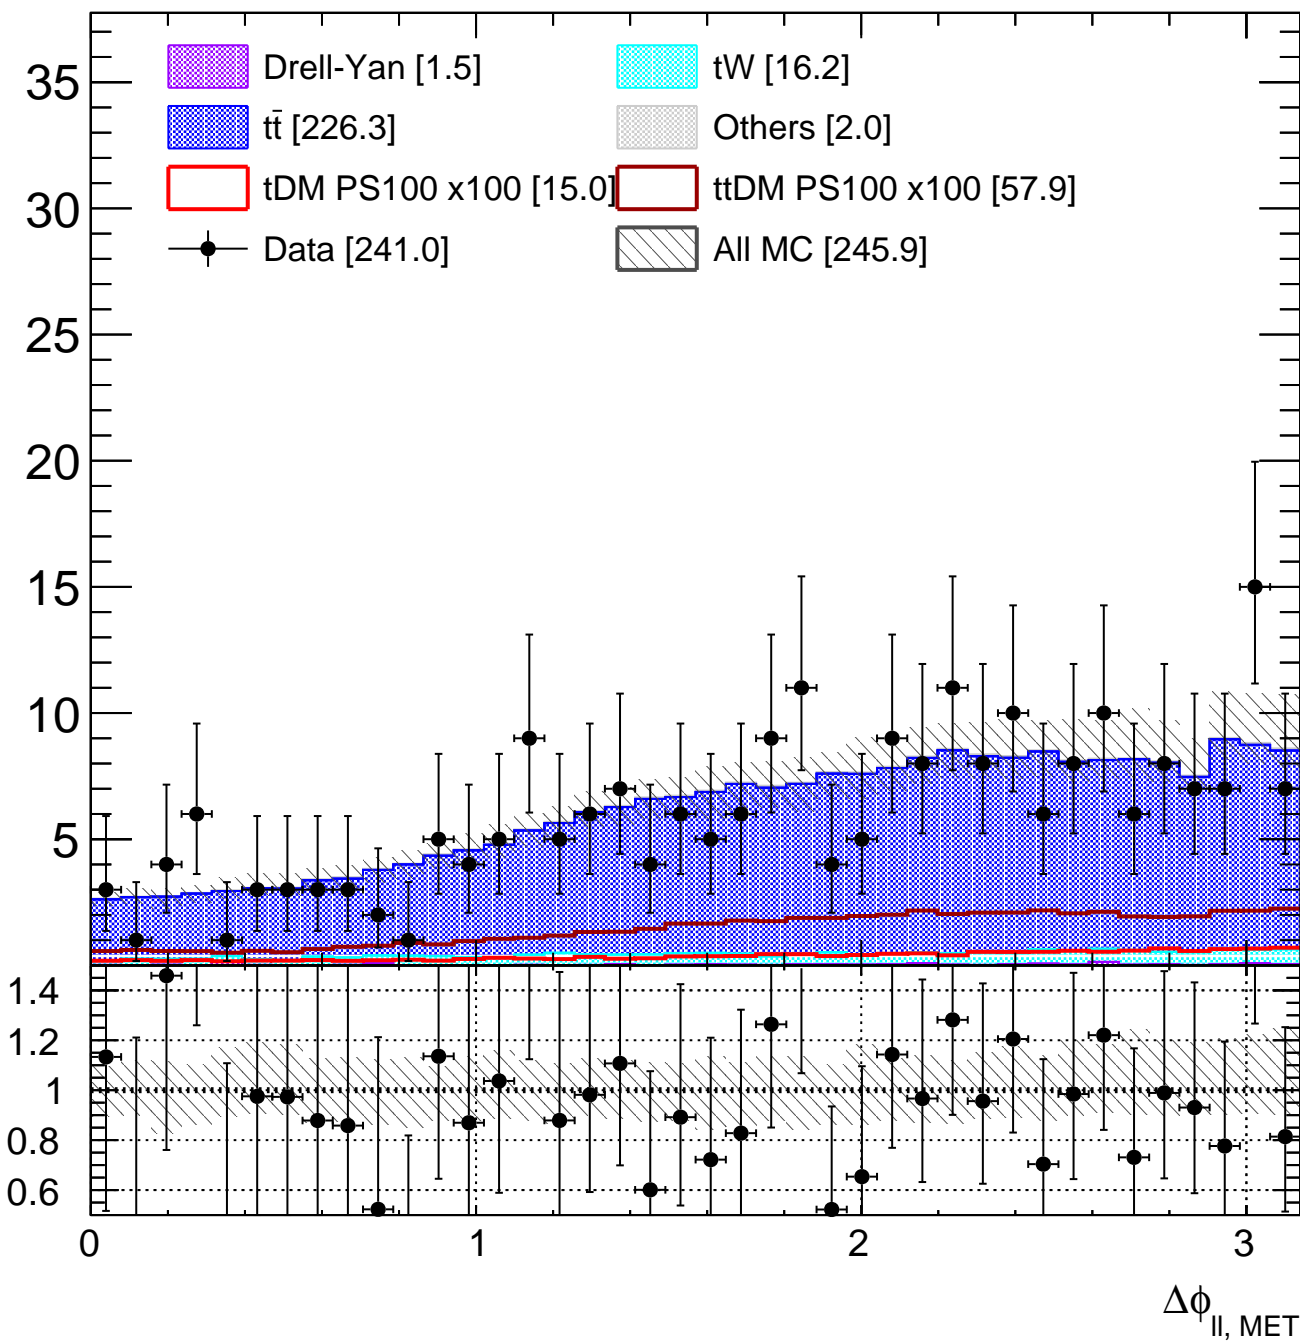 35
30
25
20
15
10
5
Drell-Yan [1.5]
tW [16.2]
tt̄ [226.3]
Others [2.0]
tDM PS100 x100 [15.0]
ttDM PS100 x100 [57.9]
Data [241.0]
All MC [245.9]
1.4
1.2
1
0.8
0.6
0 1 2 3
Δϕll, MET